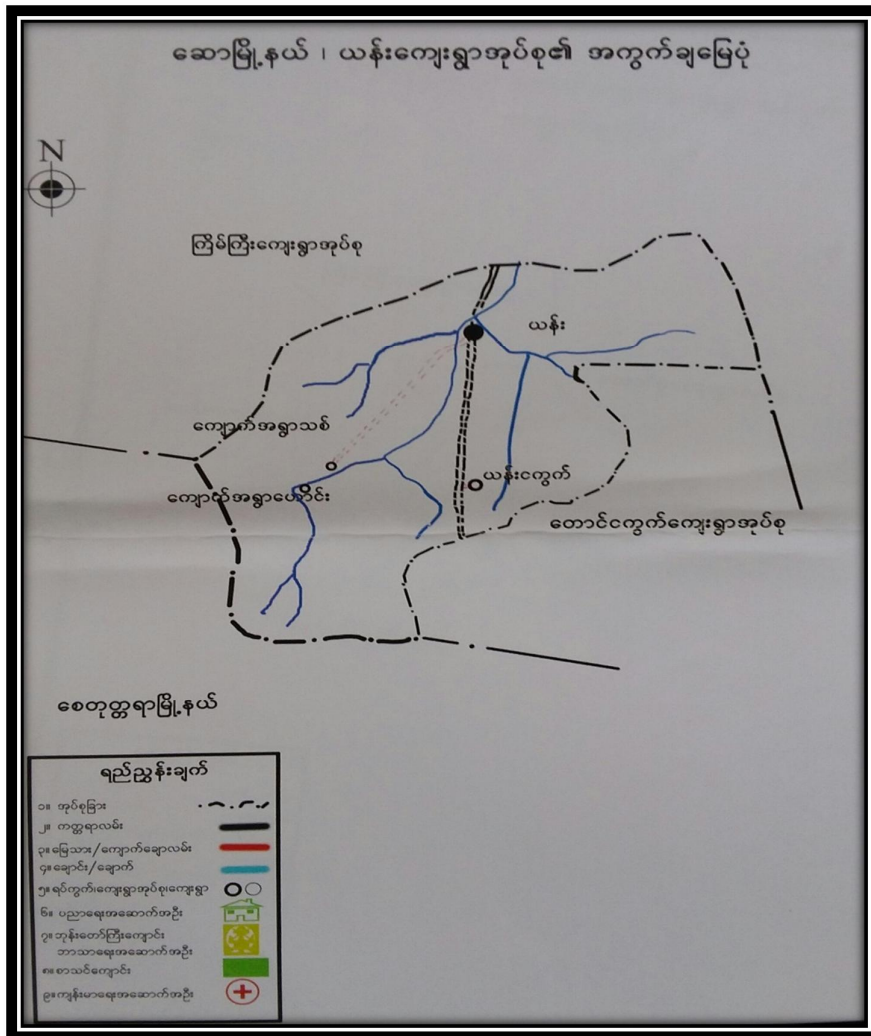 ဆောမြို့နယ် ၊ ယန်းကျေးရွာအုပ်စု၏ အကွက်ချမြေပုံ
N
ကြိမ်ကြီးကျေးရွာအုပ်စု
ယန်း
ကျောက်အရွာသစ်
ယန်းငကွက်
ကျောက်အရွာဟောင်း
တောင်ငကွက်ကျေးရွာအုပ်စု
စေတုတ္တရာမြို့နယ်
ရည်ညွှန်းချက်
၁။ အုပ်စုခြား
၂။ ကတ္တရာလမ်း
၃။ မြေသား/ကျောက်ချောလမ်း
၄။ ချောင်း/ချောက်
၅။ ရပ်ကွက်၊ကျေးရွာအုပ်စု၊ကျေးရွာ
၆။ ပညာရေးအဆောက်အဦး
၇။ ဘုန်းတော်ကြီးကျောင်း
ဘာသာရေးအဆောက်အဦး
၈။ စာသင်ကျောင်း
၉။ ကျန်းမာရေးအဆောက်အဦး